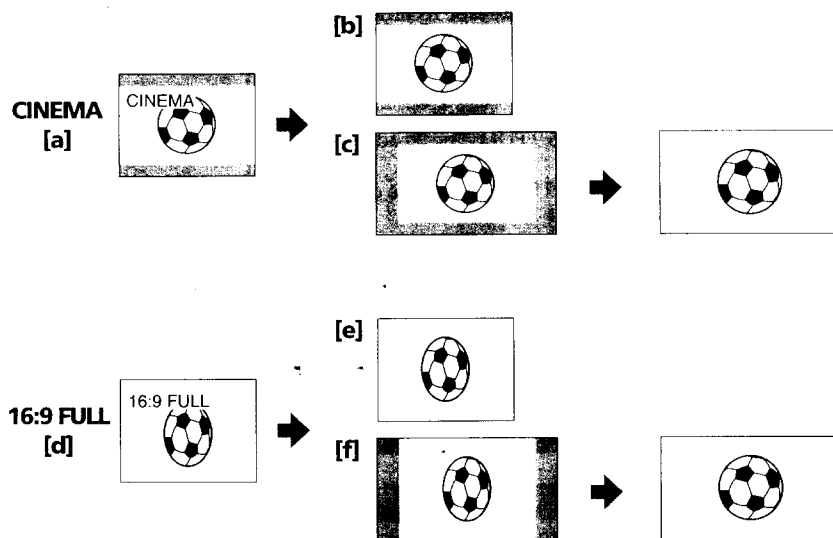 [b]
CINEMA
CINEMA
[a]
[c]
[e]
16:9 FULL
16:9 FULL
[d]
[f]